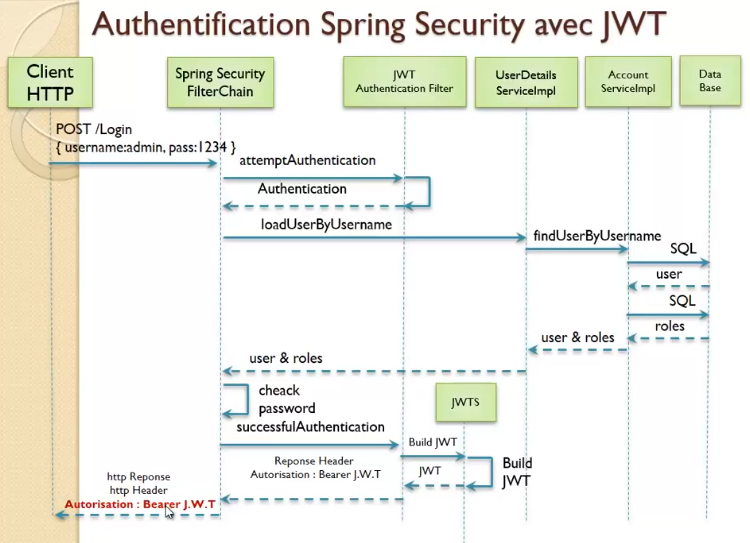 Authentification Spring Security avec JWT
Client
HTTP
Spring Security
FilterChain
JWT
Authentication Filter
UserDetails
ServiceImpl
Account
ServiceImpl
Data
Base
POST /Login
{ username:admin, pass:1234 }
attemptAuthentication
Authentication
loadUserByUsername
findUserByUsername
SQL
user
SQL
roles
user & roles
user & roles
cheack
password
JWTS
successfulAuthentication
Build JWT
Build
JWT
JWT
Reponse Header
Autorisation : Bearer J.W.T
http Reponse
http Header
Autorisation : Bearer J.W.T